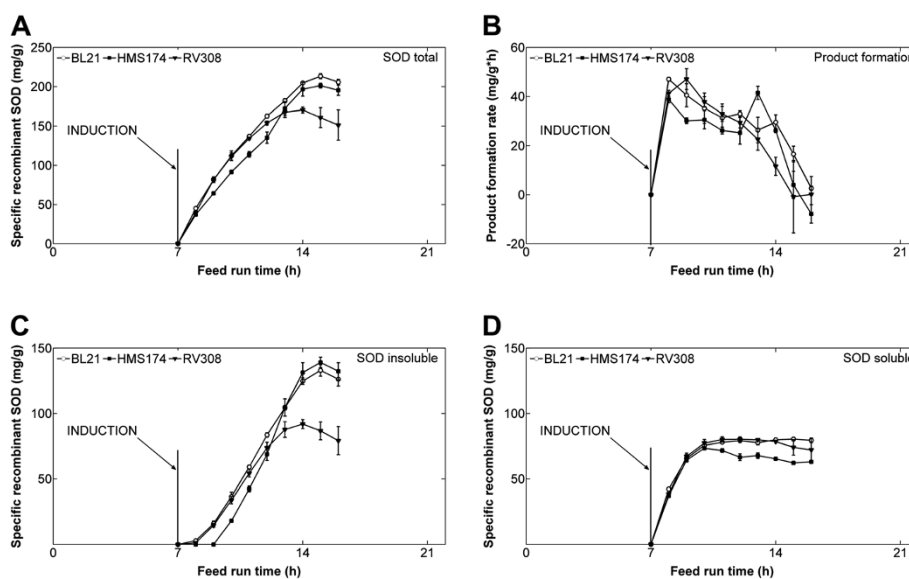 A
BL21 HMS174 RV308 SOD total
Specific recombinant SOD (mg/g)
250
200
150
100
50
0
INDUCTION
0 7 14 21
Feed run time (h)
B
BL21 HMS174 RV308 Product formation
Product formation rate (mg/g*h)
60
40
20
0
-20
INDUCTION
0 7 14 21
Feed run time (h)
C
BL21 HMS174 RV308 SOD insoluble
Specific recombinant SOD (mg/g)
150
100
50
0
INDUCTION
0 7 14 21
Feed run time (h)
D
BL21 HMS174 RV308 SOD soluble
Specific recombinant SOD (mg/g)
150
100
50
0
INDUCTION
0 7 14 21
Feed run time (h)